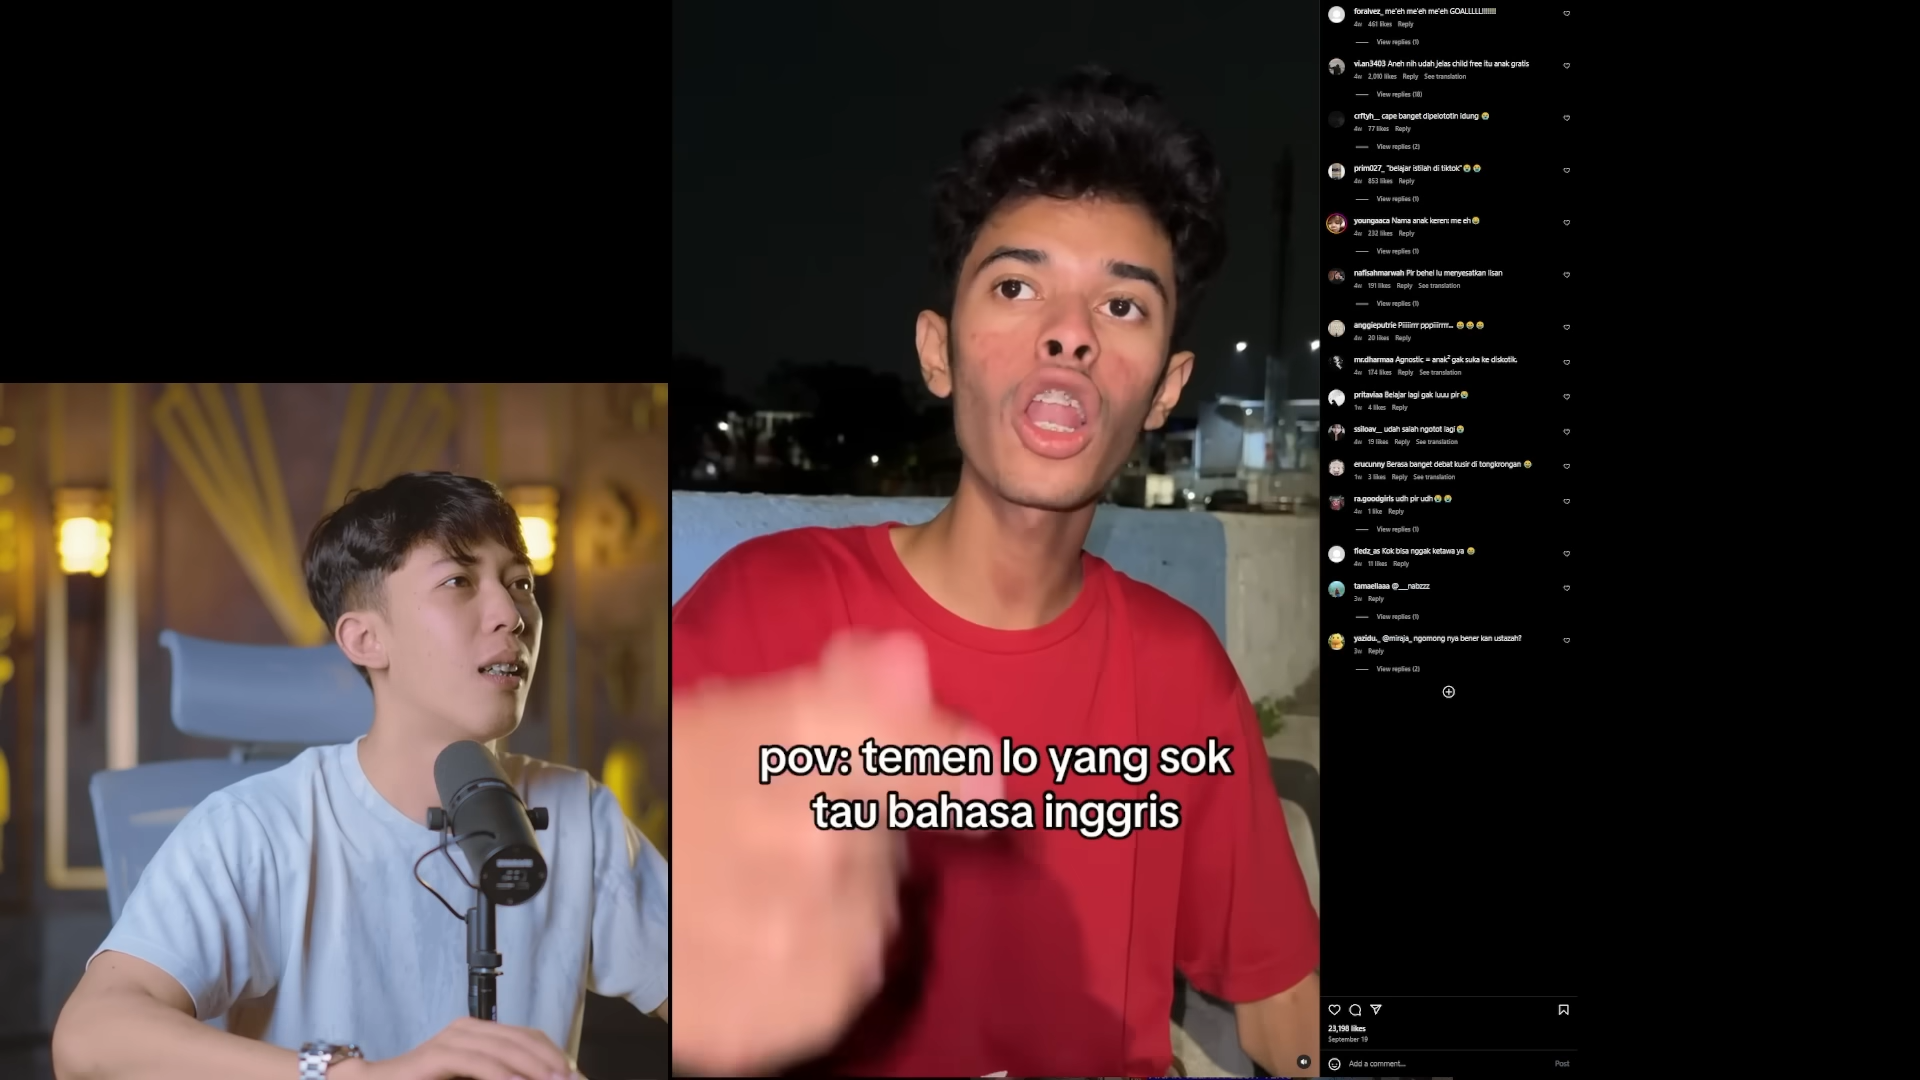 pov: temen lo yang sok
tau bahasa inggris
foralvez_ me'eh me'eh me'eh GOALLLLL!!!!!!!
4w 461 likes Reply
View replies (1)
vi.an3403 Aneh nih udah jelas child free itu anak gratis
4w 2,010 likes Reply See translation
View replies (18)
crftyh__ cape banget dipelototin idung 😭
4w 77 likes Reply
View replies (2)
prim027_ "belajar istilah di tiktok"😭😭
4w 853 likes Reply
View replies (1)
youngaaca Nama anak keren: me eh😭
4w 232 likes Reply
View replies (1)
nafisahmarwah Pir behel lu menyesatkan lisan
4w 191 likes Reply See translation
View replies (1)
anggieputrie
4w 20 likes Reply
mr.dharmaa Agnostic = anak² gak suka ke diskotik.
4w 174 likes Reply See translation
pritaviaa Belajar lagi gak luuu pir😭
1w 4 likes Reply
ssiloav__ udah salah ngotot lagi😭
4w 19 likes Reply See translation
erucunny Berasa banget debat kusir di tongkrongan 😂
1w 3 likes Reply See translation
ra.goodgirls udh pir udh😭😭
4w 1 like Reply
View replies (1)
fledz_as Kok bisa nggak ketawa ya 😂
4w 11 likes Reply
tamaellaaa @___nabzzz
3w Reply
View replies (1)
yazidu._ @miraja_ ngomong nya bener kan ustazah?
3w Reply
View replies (2)
23,198 likes
September 19
Add a comment... Post